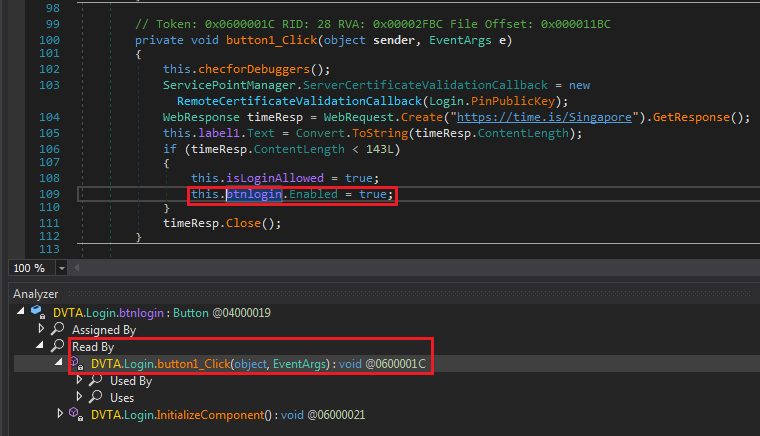 98
99 // Token: 0x0600001C RID: 28 RVA: 0x00002FBC File Offset: 0x000011BC
100 private void button1_Click(object sender, EventArgs e)
101 {
102 this.checforDebuggers();
103 ServicePointManager.ServerCertificateValidationCallback = new
RemoteCertificateValidationCallback(Login.PinPublicKey);
104 WebResponse timeResp = WebRequest.Create("https://time.is/Singapore").GetResponse();
105 this.label1.Text = Convert.ToString(timeResp.ContentLength);
106 if (timeResp.ContentLength < 143L)
107 {
108 this.isLoginAllowed = true;
109 this.btnlogin.Enabled = true;
110 }
111 timeResp.Close();
112 }
113
100 %
Analyzer
DVTA.Login.btnlogin : Button @04000019
Assigned By
Read By
DVTA.Login.button1_Click(object, EventArgs) : void @0600001C
Used By
Uses
DVTA.Login.InitializeComponent() : void @06000021